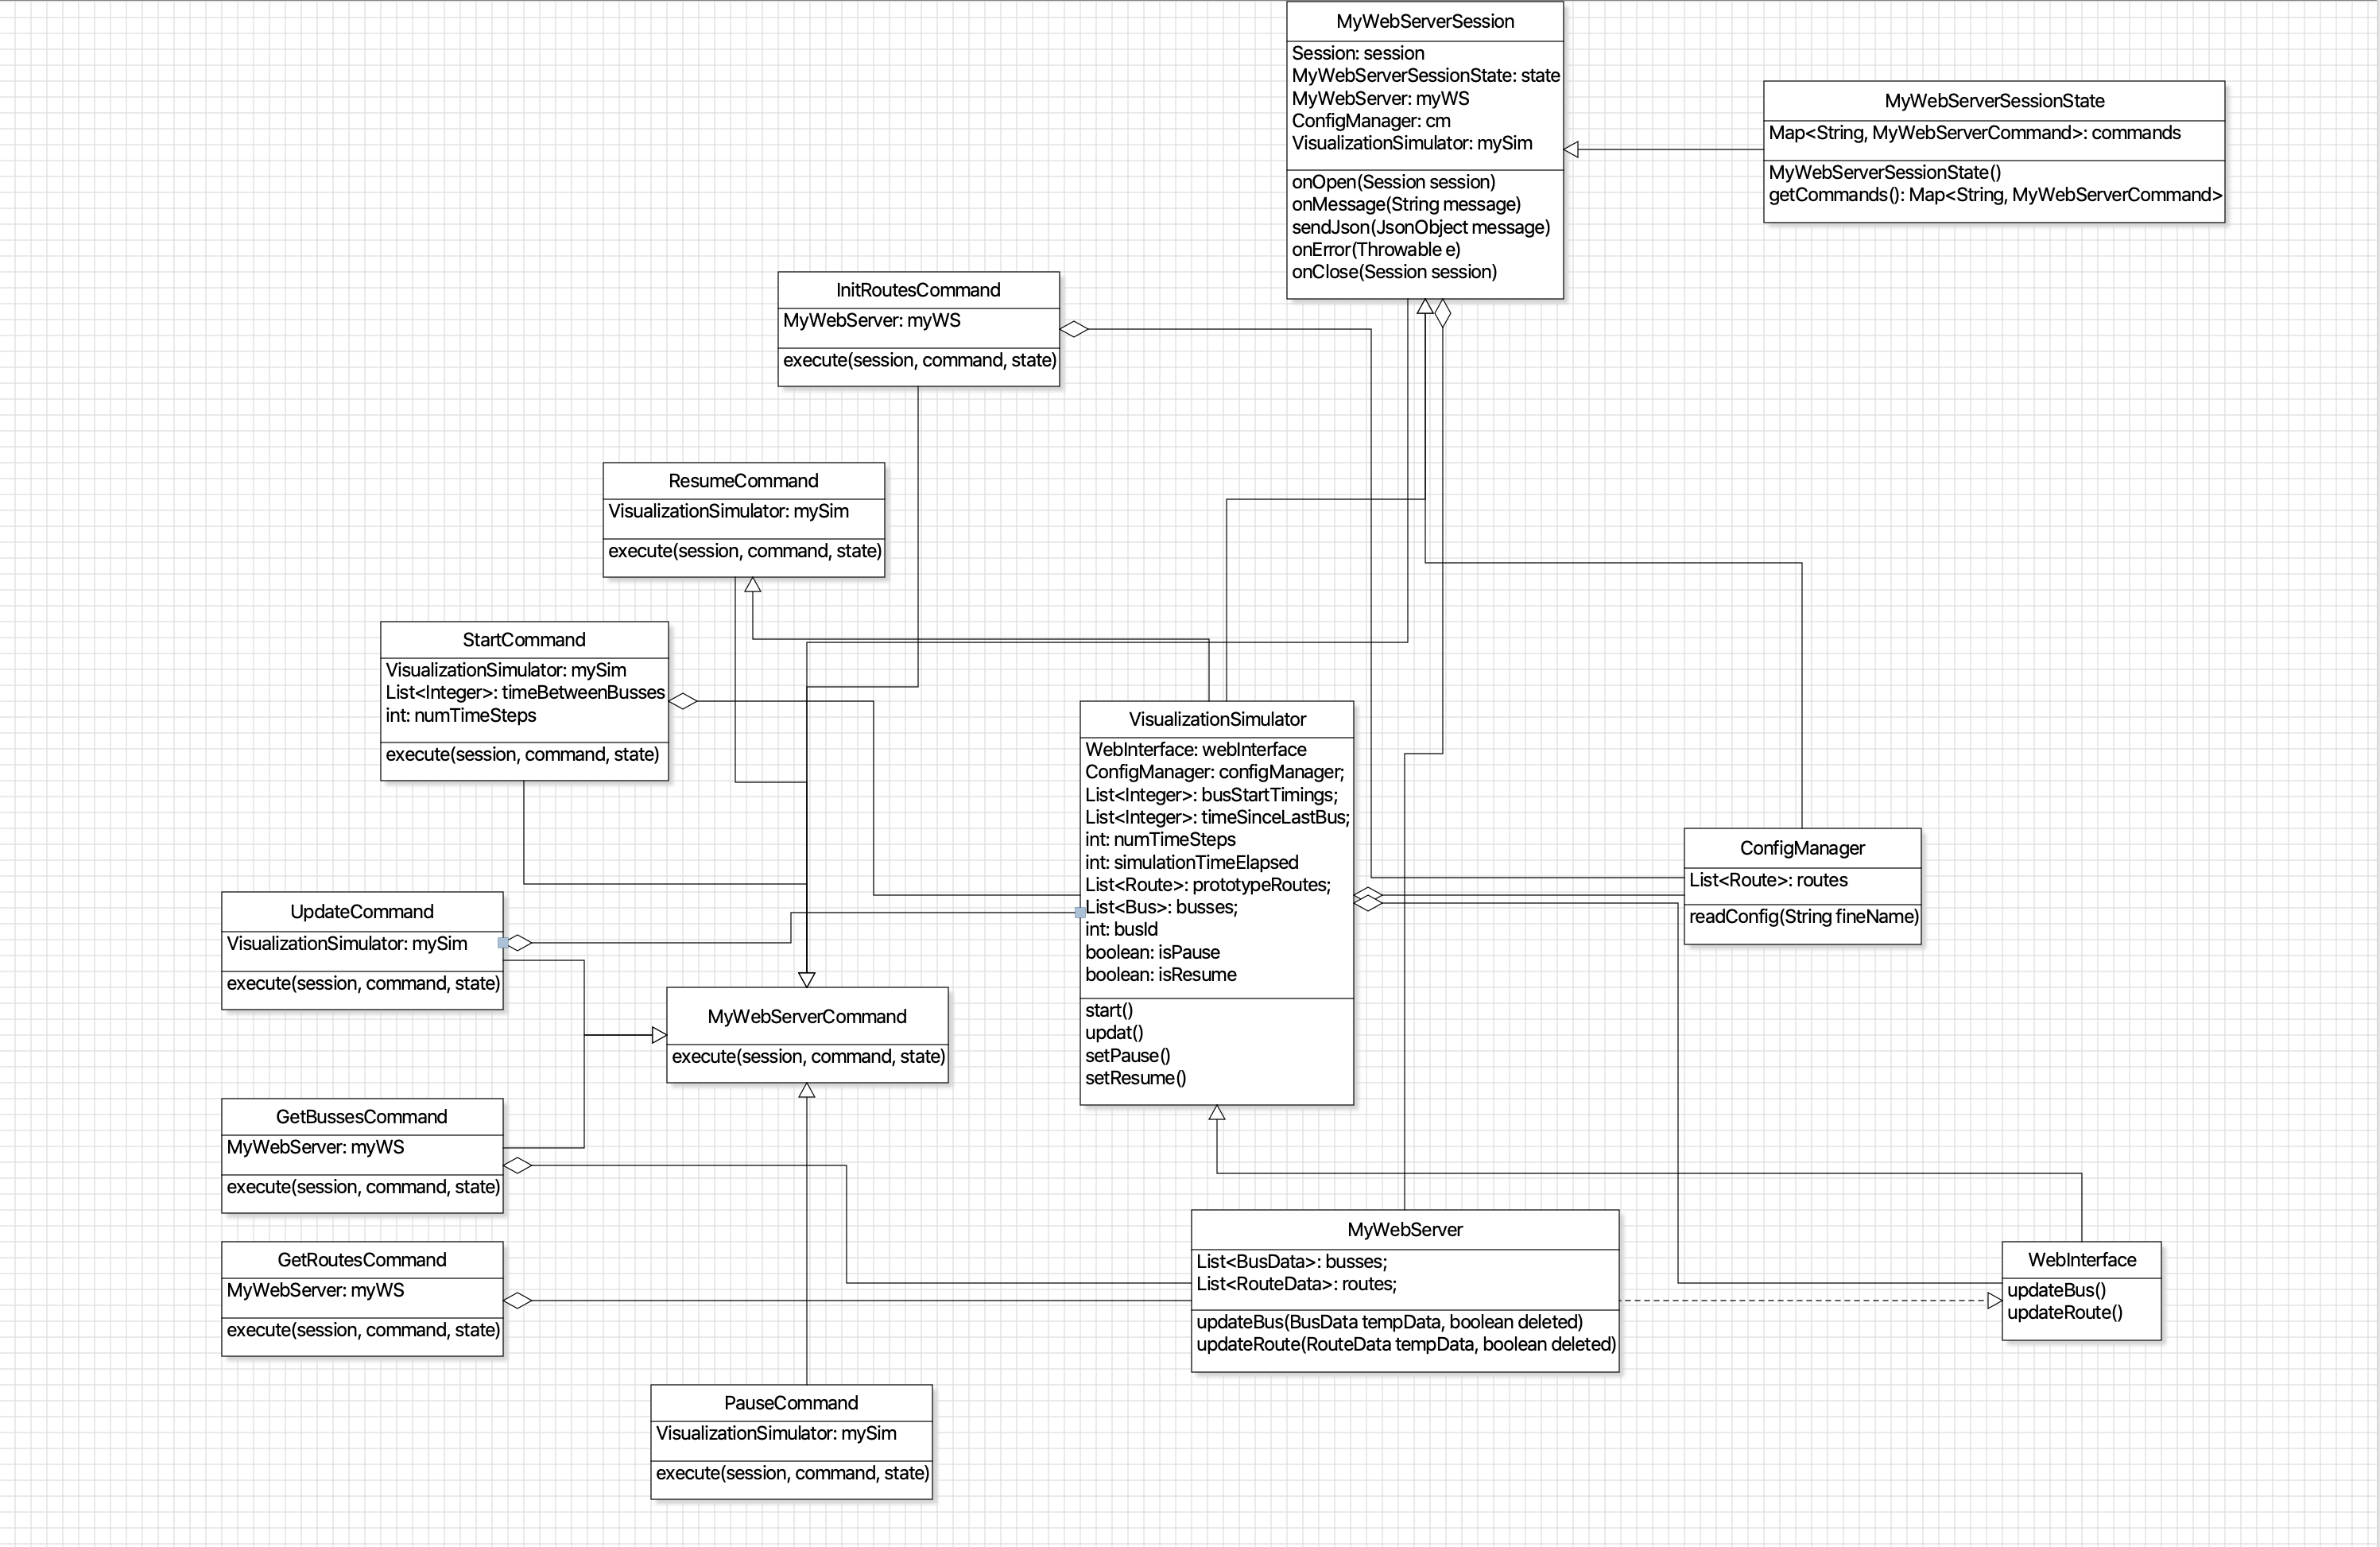 MyWebServerSession
Session: session
MyWebServerSessionState: state
MyWebServer: myWS
ConfigManager: cm
VisualizationSimulator: mySim
onOpen(Session session)
onMessage(String message)
sendJson(JsonObject message)
onError(Throwable e)
onClose(Session session)
MyWebServerSessionState
Map<String, MyWebServerCommand>: commands
MyWebServerSessionState()
getCommands(): Map<String, MyWebServerCommand>
InitRoutesCommand
MyWebServer: myWS
execute(session, command, state)
ResumeCommand
VisualizationSimulator: mySim
execute(session, command, state)
StartCommand
VisualizationSimulator: mySim
List<Integer>: timeBetweenBusses
int: numTimeSteps
execute(session, command, state)
VisualizationSimulator
WebInterface: webInterface
ConfigManager: configManager;
List<Integer>: busStartTimings;
List<Integer>: timeSinceLastBus;
int: numTimeSteps
int: simulationTimeElapsed
List<Route>: prototypeRoutes;
List<Bus>: busses;
int: busId
boolean: isPause
boolean: isResume
start()
updat()
setPause()
setResume()
ConfigManager
List<Route>: routes
readConfig(String fineName)
UpdateCommand
VisualizationSimulator: mySim
execute(session, command, state)
MyWebServerCommand
execute(session, command, state)
GetBussesCommand
MyWebServer: myWS
execute(session, command, state)
GetRoutesCommand
MyWebServer: myWS
execute(session, command, state)
MyWebServer
List<BusData>: busses;
List<RouteData>: routes;
updateBus(BusData tempData, boolean deleted)
updateRoute(RouteData tempData, boolean deleted)
WebInterface
updateBus()
updateRoute()
PauseCommand
VisualizationSimulator: mySim
execute(session, command, state)